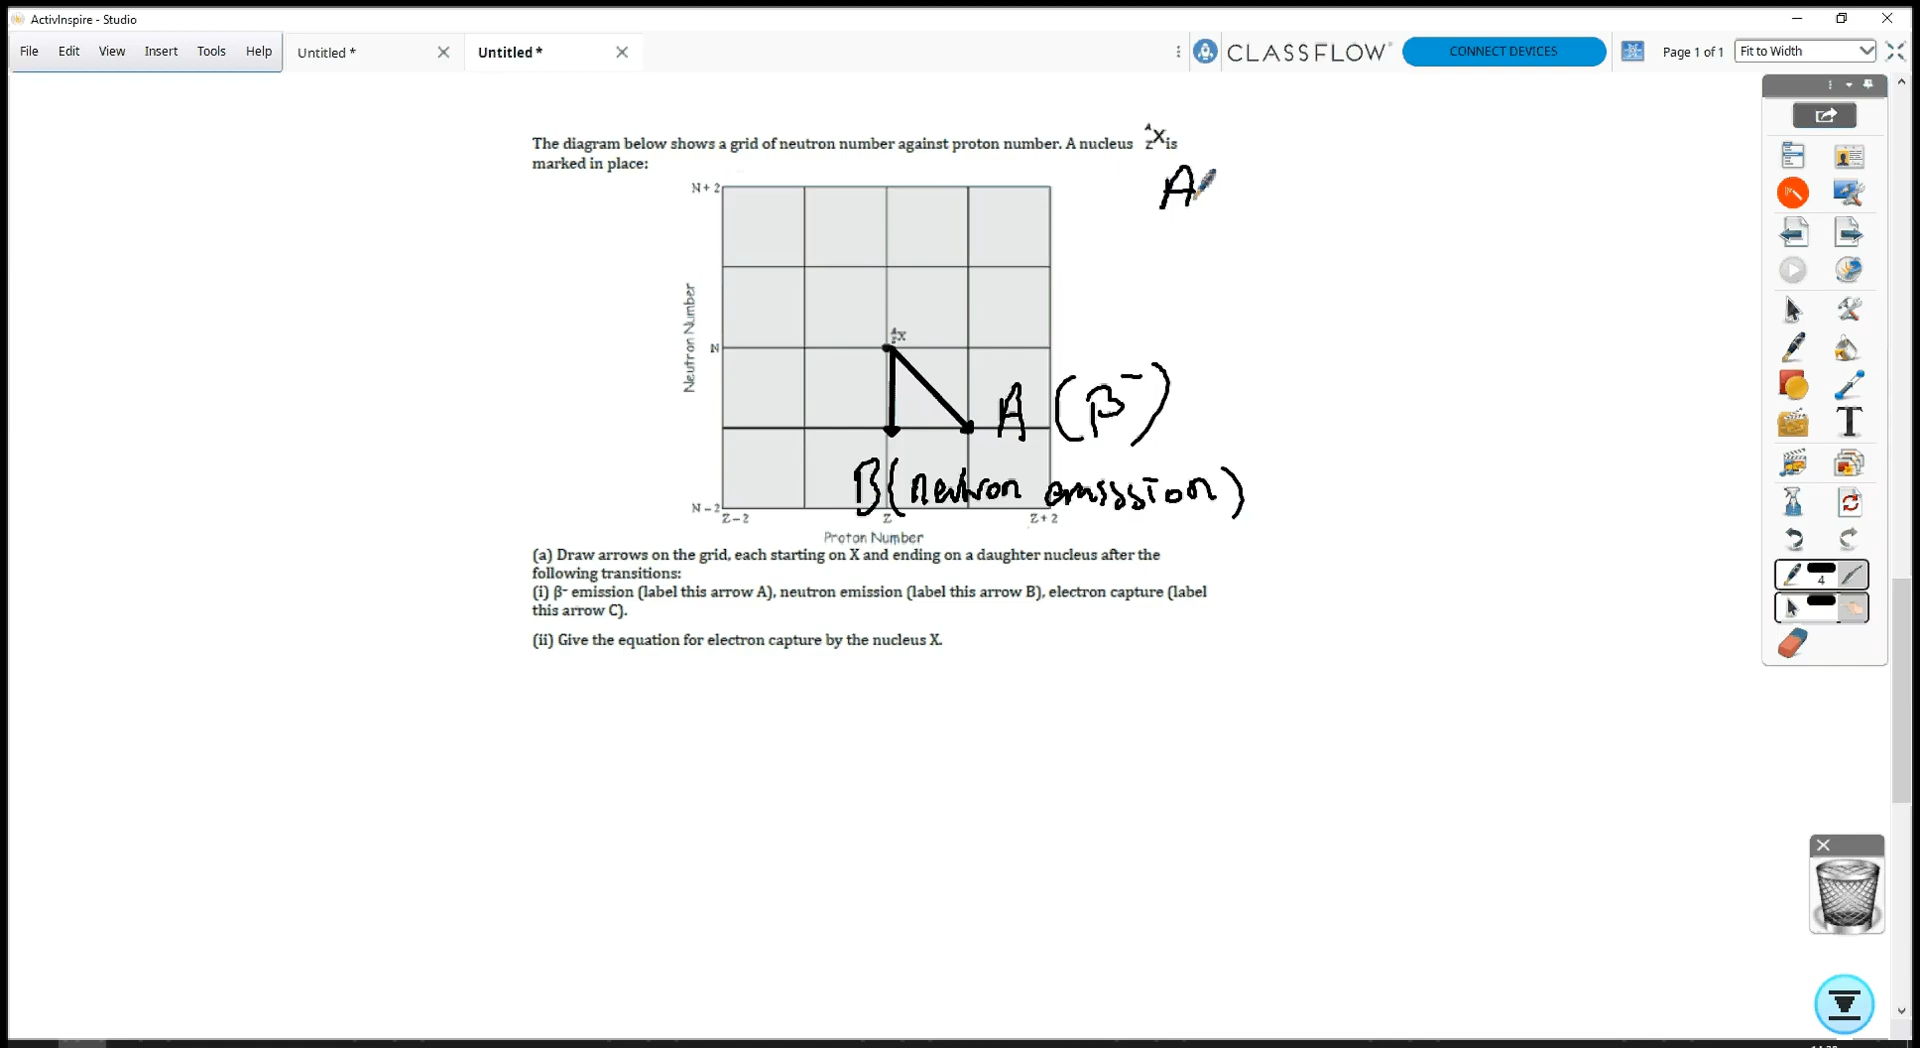 ActivInspire - Studio
File Edit View Insert Tools Help
Untitled *
Untitled *
CLASSFLOW
CONNECT DEVICES
Page 1 of 1
Fit to Width
The diagram below shows a grid of neutron number against proton number. A nucleus A Z X is
marked in place:
A
N + 2
N
N - 2
Neutron Number
A Z X
A (β⁻)
B (neutron emission)
Z - 2 Z Z + 2
Proton Number
(a) Draw arrows on the grid, each starting on X and ending on a daughter nucleus after the
following transitions:
(i) β⁻ emission (label this arrow A), neutron emission (label this arrow B), electron capture (label
this arrow C).
(ii) Give the equation for electron capture by the nucleus X.
4